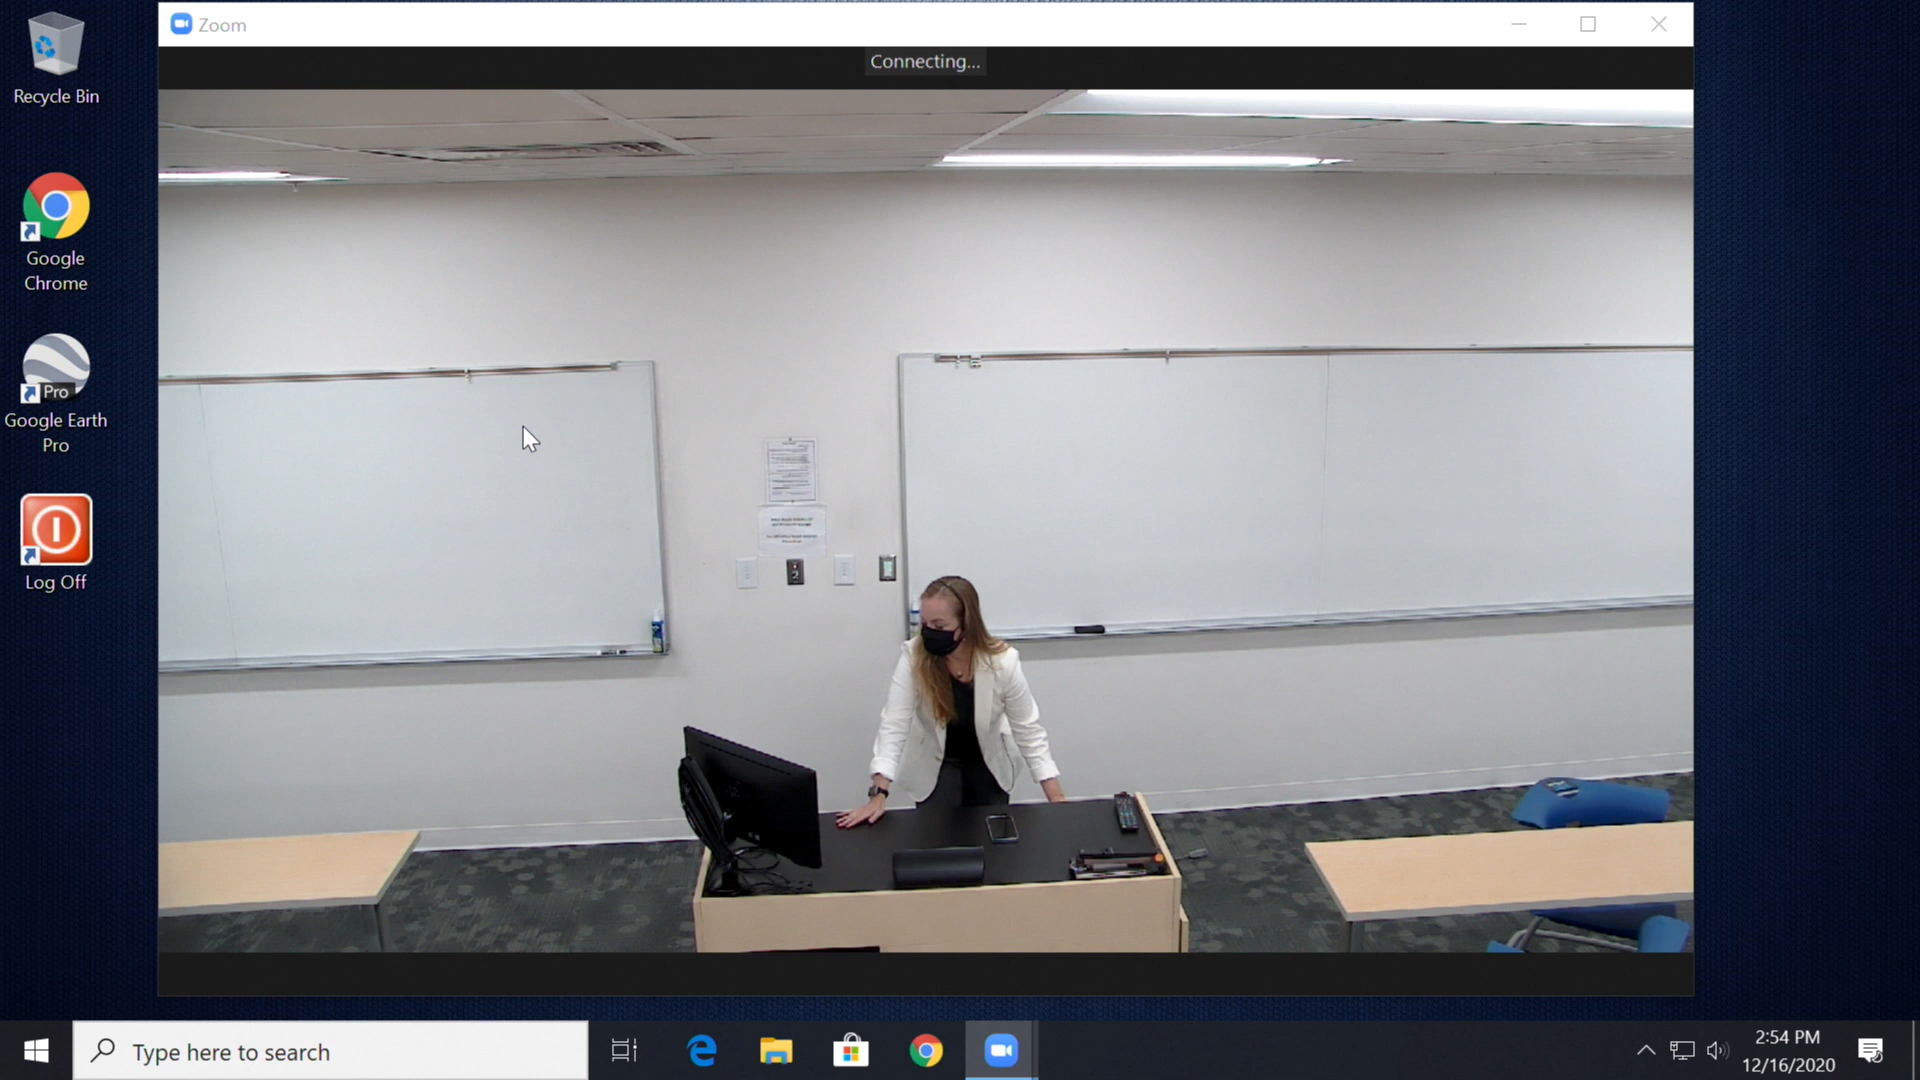 Zoom
Connecting...
Recycle Bin
Google
Chrome
Pro
Google Earth
Pro
Log Off
2
Type here to search
2:54 PM
12/16/2020